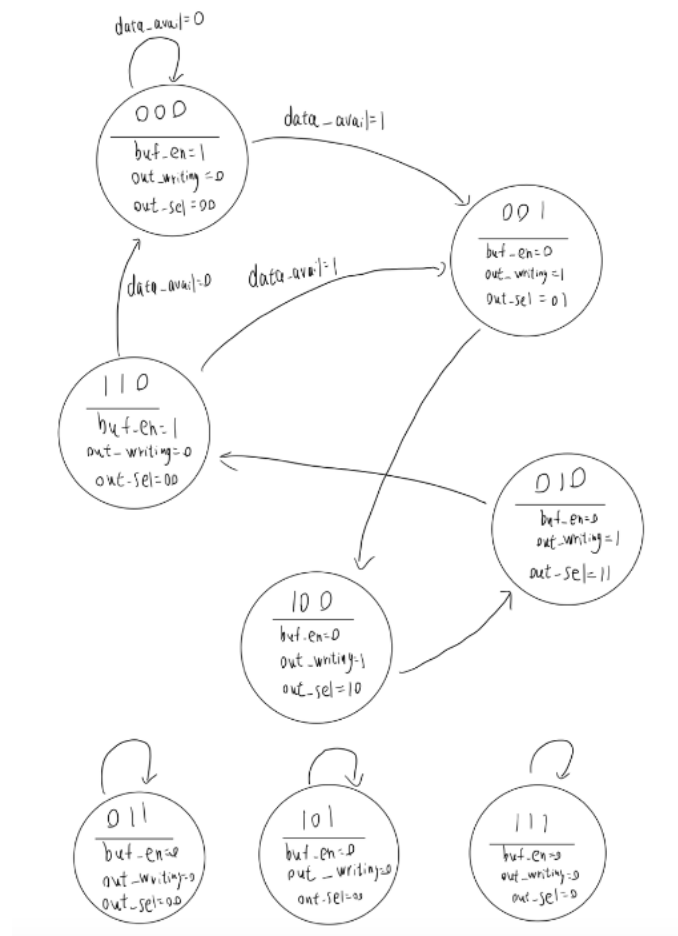 data_avail=0
000
buf_en=1
out_writing=0
out_sel=00
data_avail=1
001
buf_en=0
out_writing=1
out_sel=01
data_avail=0
data_avail=1
110
buf_en=1
out_writing=0
out_sel=00
010
buf_en=0
out_writing=1
out_sel=11
100
buf_en=0
out_writing=1
out_sel=10
011
buf_en=0
out_writing=0
out_sel=00
101
buf_en=0
out_writing=0
out_sel=00
111
buf_en=0
out_writing=0
out_sel=0